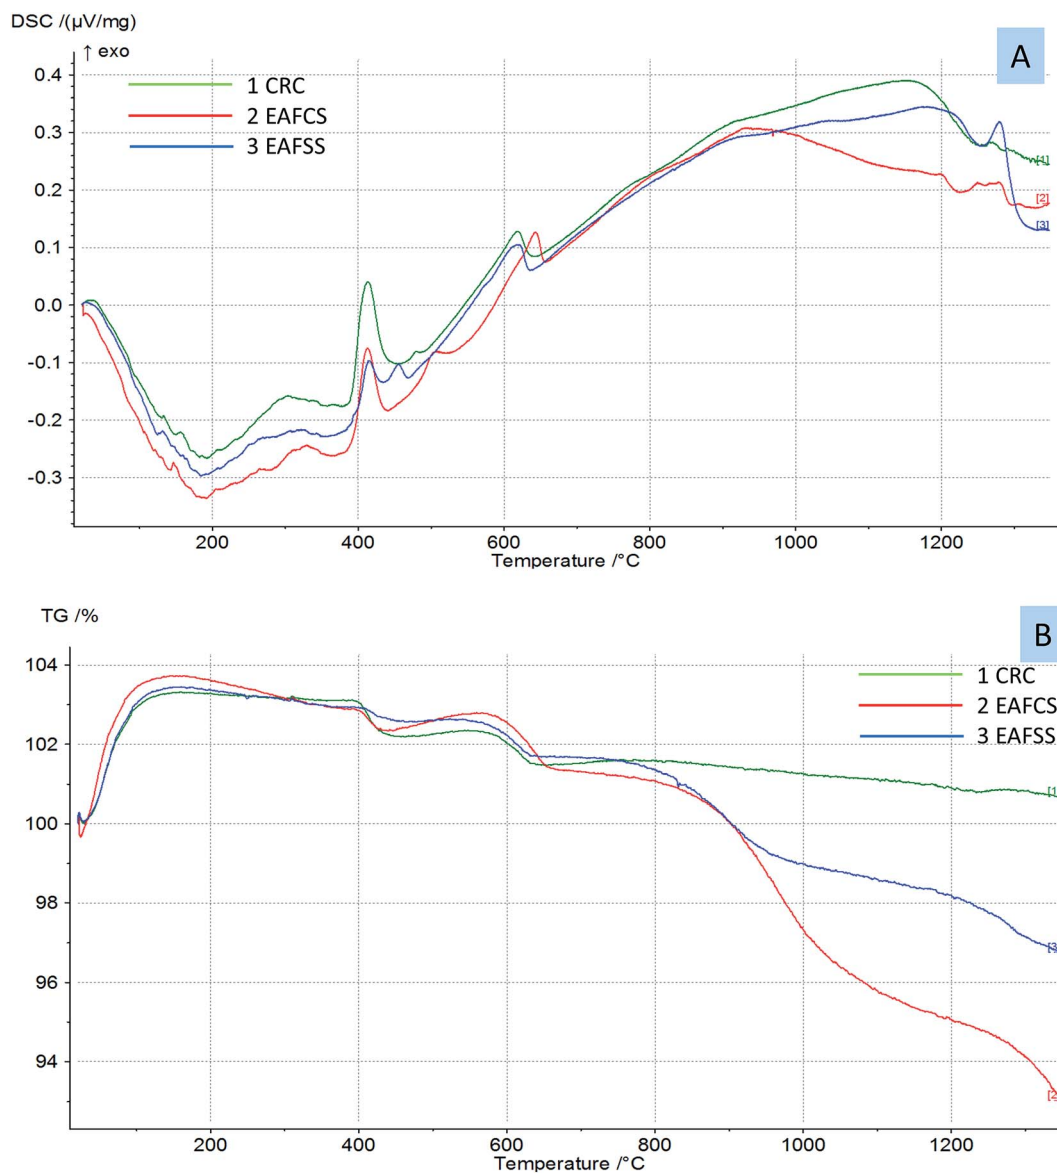 DSC /(µV/mg)
↑ exo
A
0.4
0.3
0.2
0.1
0.0
-0.1
-0.2
-0.3
1 CRC
2 EAFCS
3 EAFSS
[1]
[2]
[3]
200 400 600 800 1000 1200
Temperature /°C
TG /%
B
104
102
100
98
96
94
1 CRC
2 EAFCS
3 EAFSS
[1
[3
[2
200 400 600 800 1000 1200
Temperature /°C